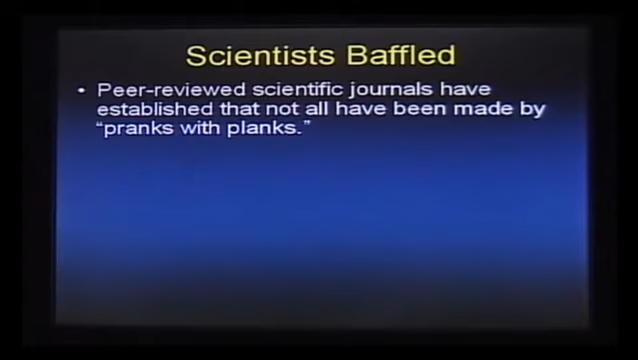 Scientists Baffled
• Peer-reviewed scientific journals have
established that not all have been made by
“pranks with planks.”